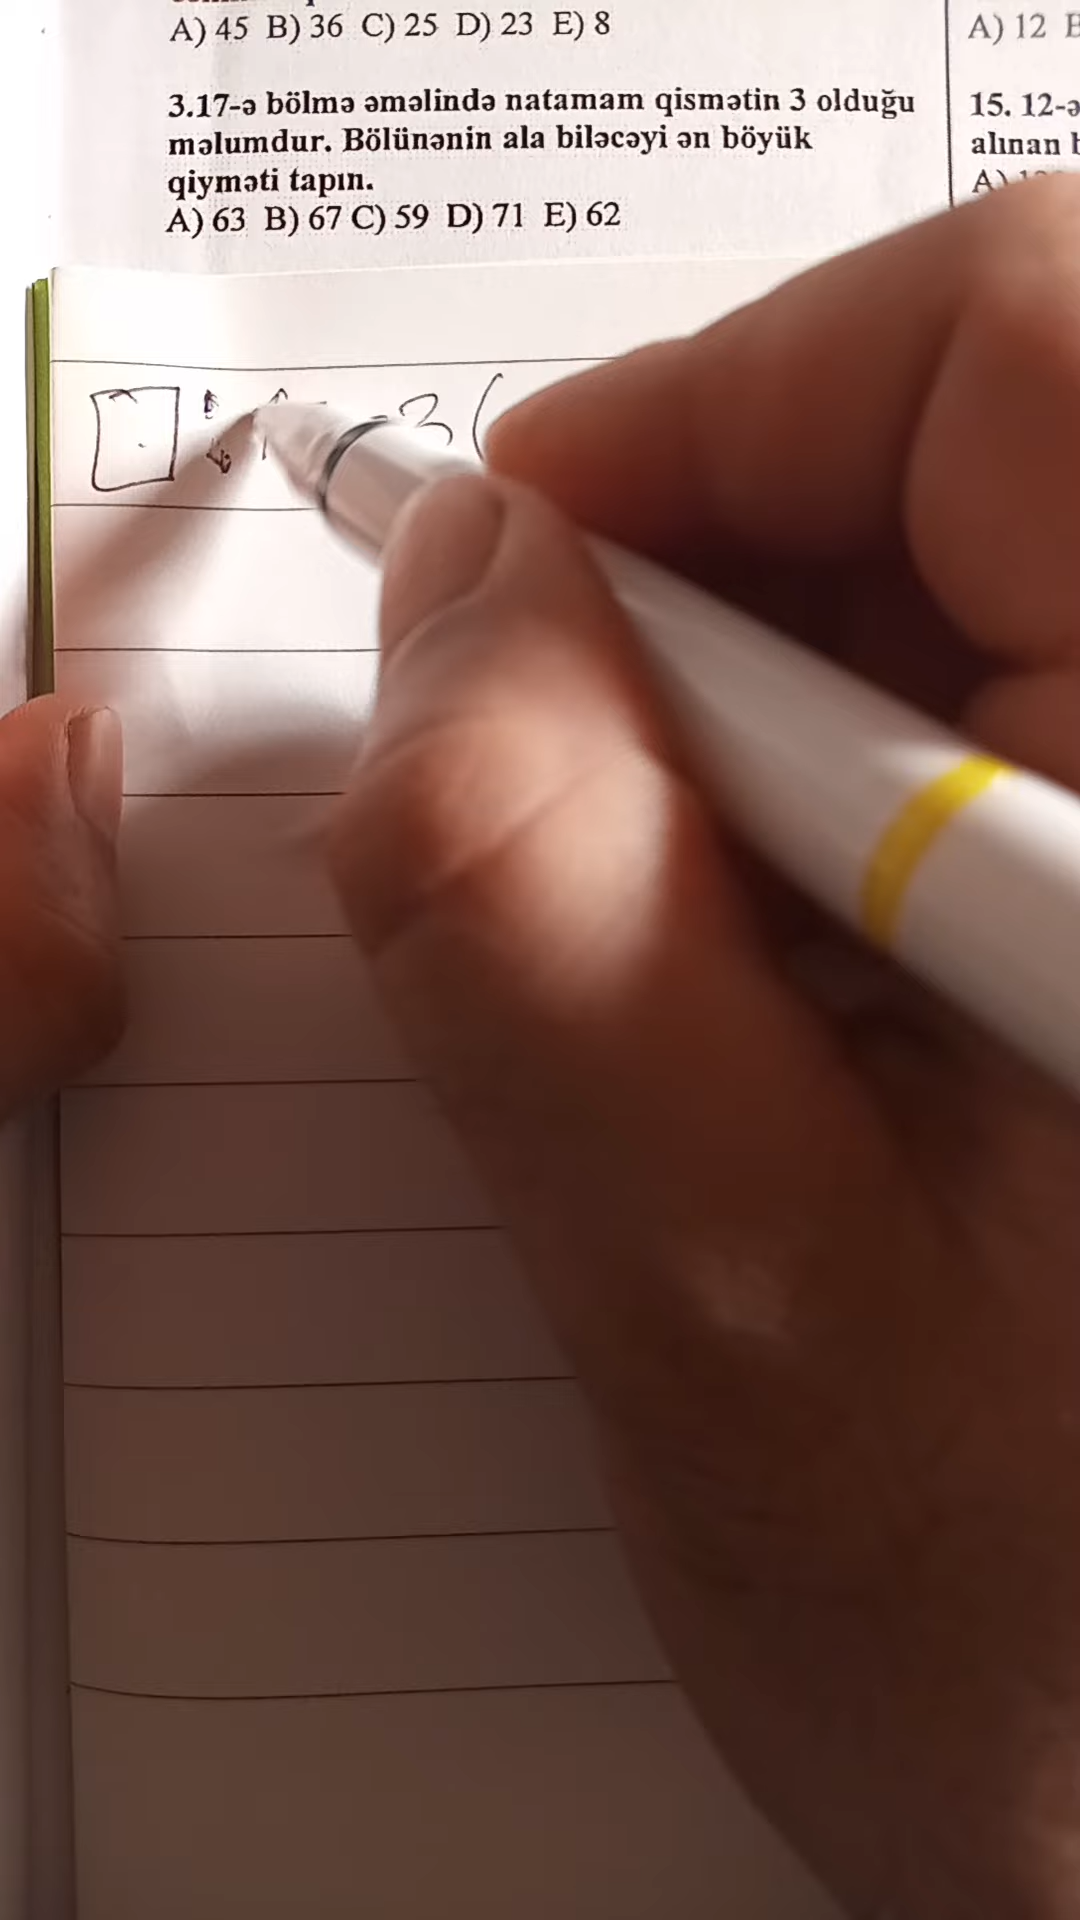 A) 45 B) 36 C) 25 D) 23 E) 8
3.17-ə bölmə əməlində natamam qismətin 3 olduğu
məlumdur. Bölünənin ala biləcəyi ən böyük
qiyməti tapın.
A) 63 B) 67 C) 59 D) 71 E) 62
A) 12
15. 12-ə
alınan
A)
3 (